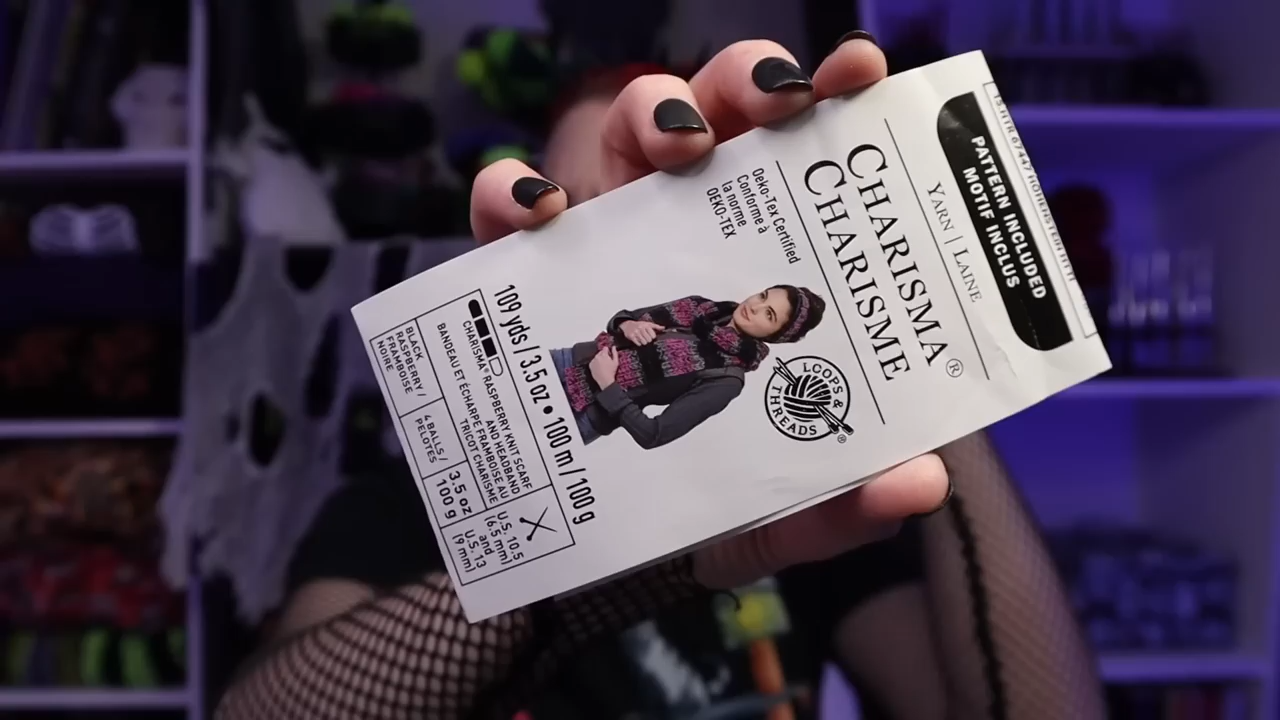 PATTERN INCLUDED
MOTIF INCLUS
YARN | LAINE
CHARISMA®
CHARISME
Oeko-Tex Certified
Conforme à
la norme
OEKO-TEX
LOOPS &
THREADS®
109 yds / 3.5 oz • 100 m / 100 g
CHARISMA® RASPBERRY KNIT SCARF
AND HEADBAND
BANDEAU ET ÉCHARPE FRAMBOISE AU
TRICOT CHARISME
U.S. 10.5
(6.5 mm)
and
U.S. 13
(9 mm)
BLACK
RASPBERRY /
FRAMBOISE
NOIRE
4 BALLS /
PELOTES
3.5 oz
100 g